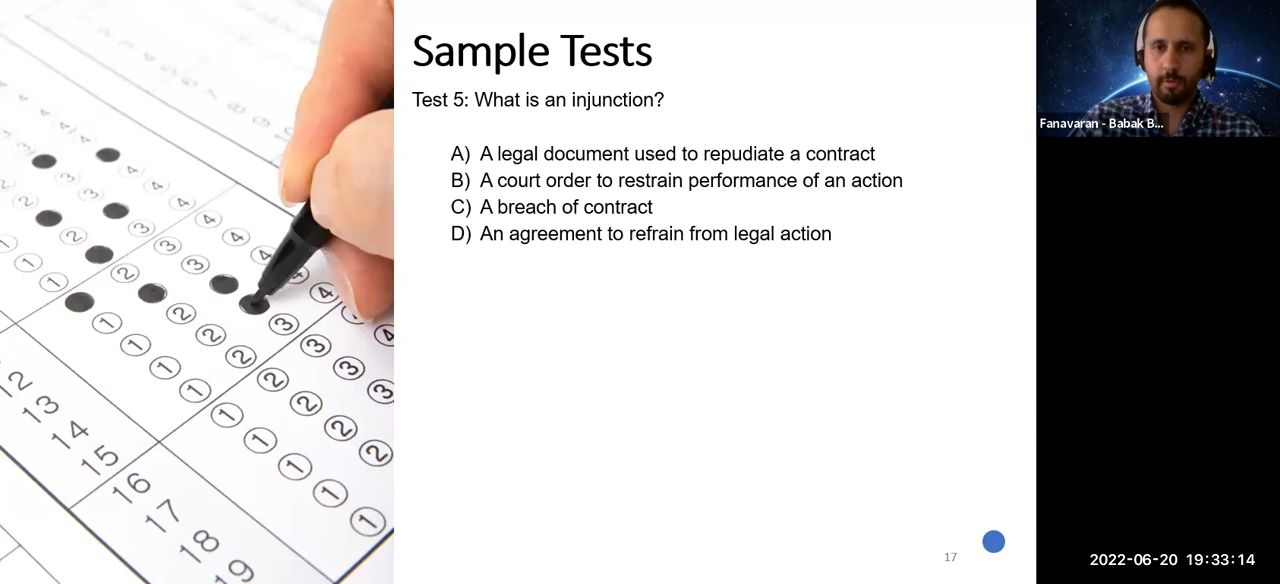 Sample Tests
Test 5: What is an injunction?
A) A legal document used to repudiate a contract
B) A court order to restrain performance of an action
C) A breach of contract
D) An agreement to refrain from legal action
17
Fanavaran - Babak B...
2022-06-20 19:33:14
12
13
14
15
16
17
18
19